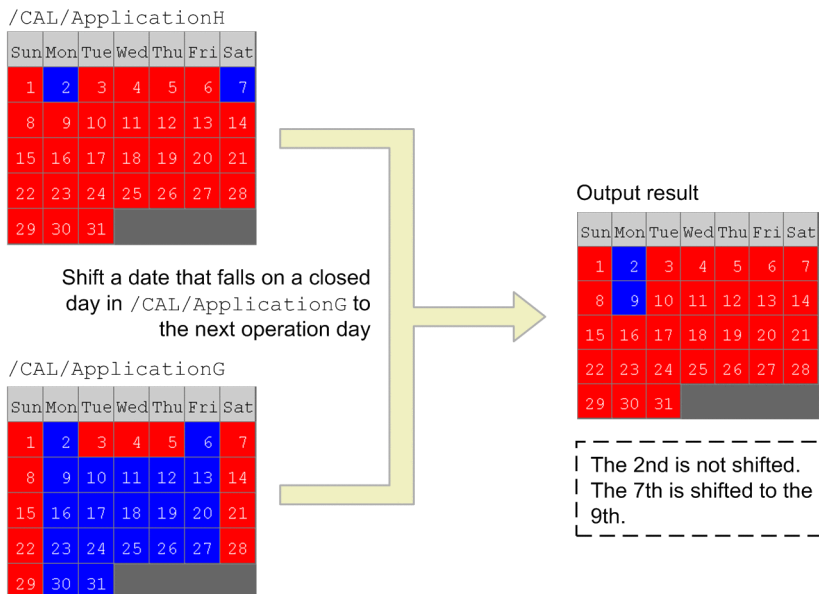 /CAL/ApplicationH
Sun Mon Tue Wed Thu Fri Sat
1 2 3 4 5 6 7
8 9 10 11 12 13 14
15 16 17 18 19 20 21
22 23 24 25 26 27 28
29 30 31
Shift a date that falls on a closed
day in /CAL/ApplicationG to
the next operation day
/CAL/ApplicationG
Sun Mon Tue Wed Thu Fri Sat
1 2 3 4 5 6 7
8 9 10 11 12 13 14
15 16 17 18 19 20 21
22 23 24 25 26 27 28
29 30 31
Output result
Sun Mon Tue Wed Thu Fri Sat
1 2 3 4 5 6 7
8 9 10 11 12 13 14
15 16 17 18 19 20 21
22 23 24 25 26 27 28
29 30 31
The 2nd is not shifted.
The 7th is shifted to the
9th.